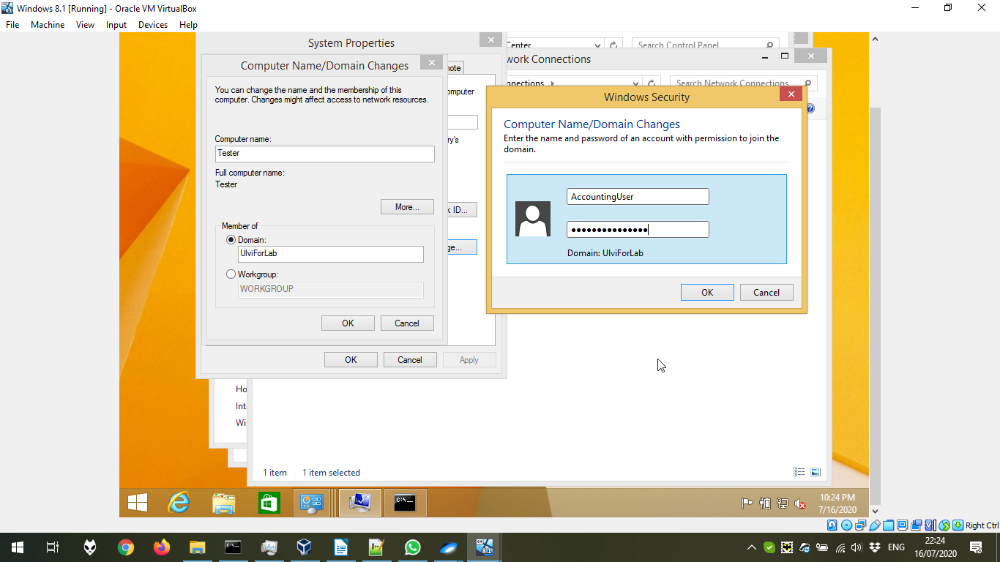 Windows 8.1 [Running] - Oracle VM VirtualBox
File Machine View Input Devices Help
System Properties
Center
Search Control Panel
Computer Name/Domain Changes
note
work Connections
You can change the name and the membership of this
computer. Changes might affect access to network resources.
omputer
nnections
Search Network Connections
Windows Security
Computer Name/Domain Changes
Enter the name and password of an account with permission to join the
domain.
Computer name:
ry's
Tester
Full computer name:
Tester
AccountingUser
More...
k ID...
Member of
Domain:
ge...
UlviForLab
Domain: UlviForLab
Workgroup:
WORKGROUP
OK Cancel
OK Cancel
OK Cancel Apply
Ho
Int
Wi
1 item 1 item selected
C:\_
10:24 PM
7/16/2020
Right Ctrl
C:\_
8.1
ENG
22:24
16/07/2020